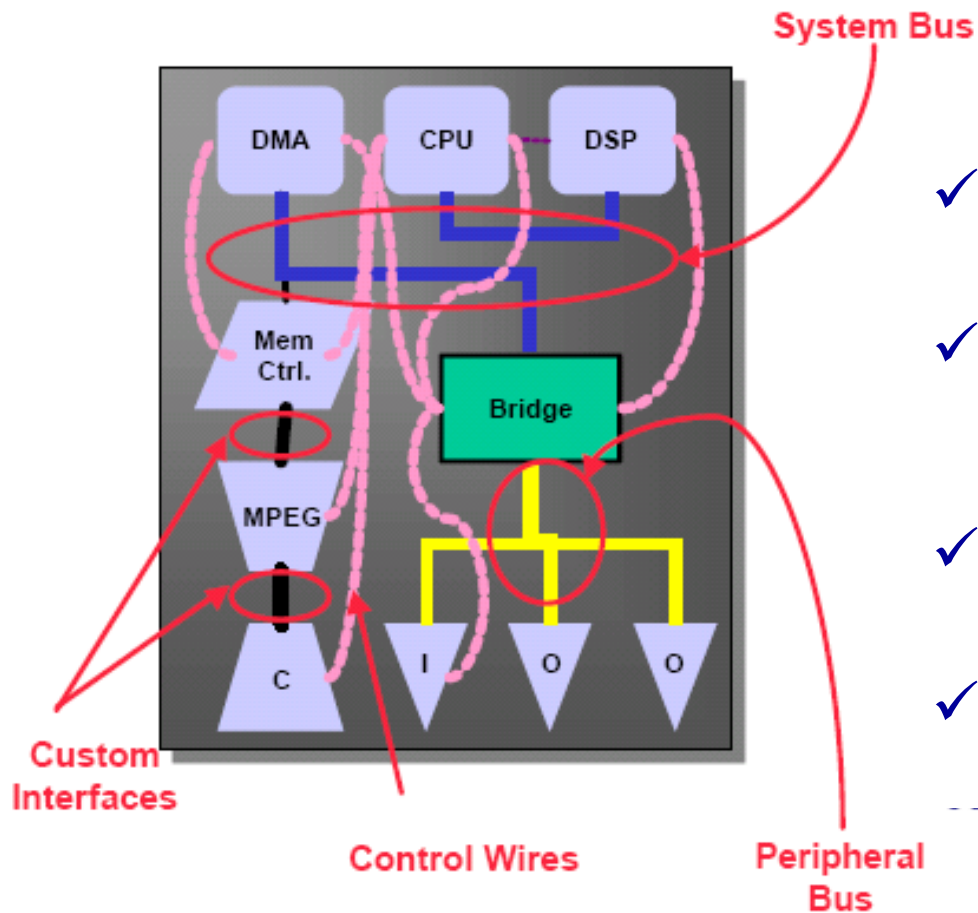 System Bus
DMA
CPU
DSP
Mem
Ctrl.
Bridge
MPEG
C
I
O
O
Custom
Interfaces
Control Wires
Peripheral
Bus